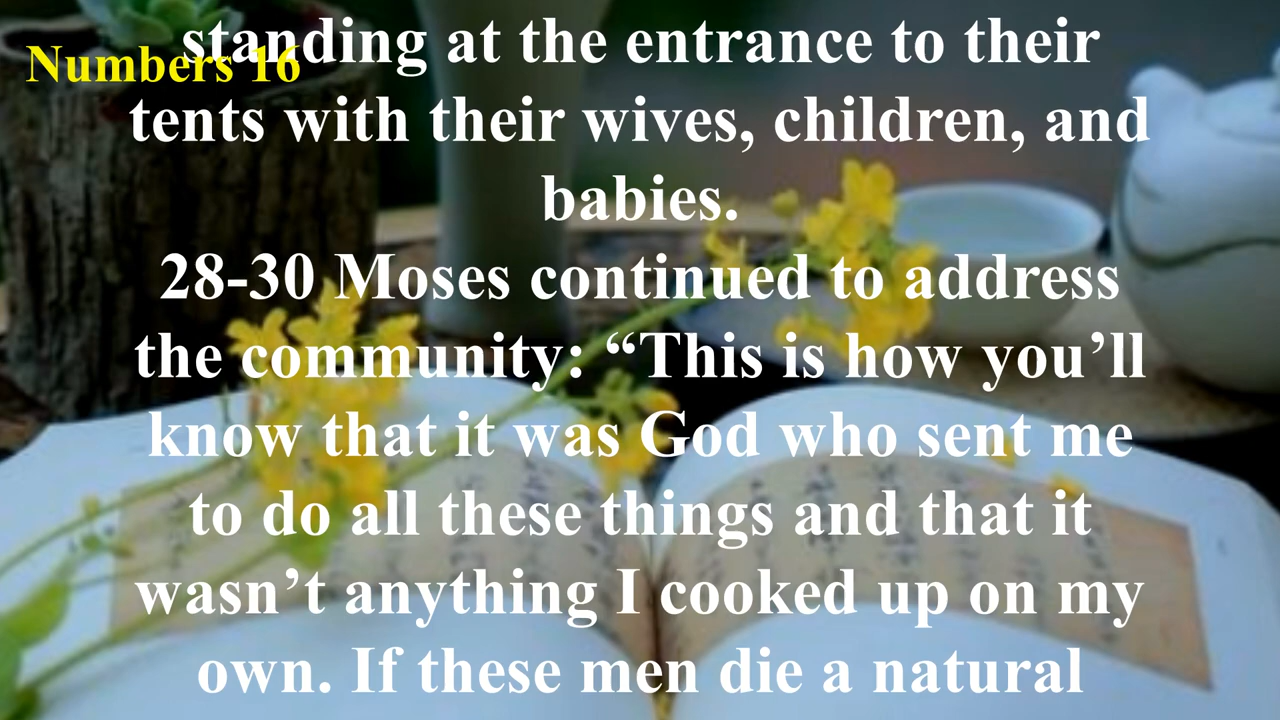 standing at the entrance to their
Numbers 16
tents with their wives, children, and
babies.
28-30 Moses continued to address
the community: “This is how you’ll
know that it was God who sent me
to do all these things and that it
wasn’t anything I cooked up on my
own. If these men die a natural